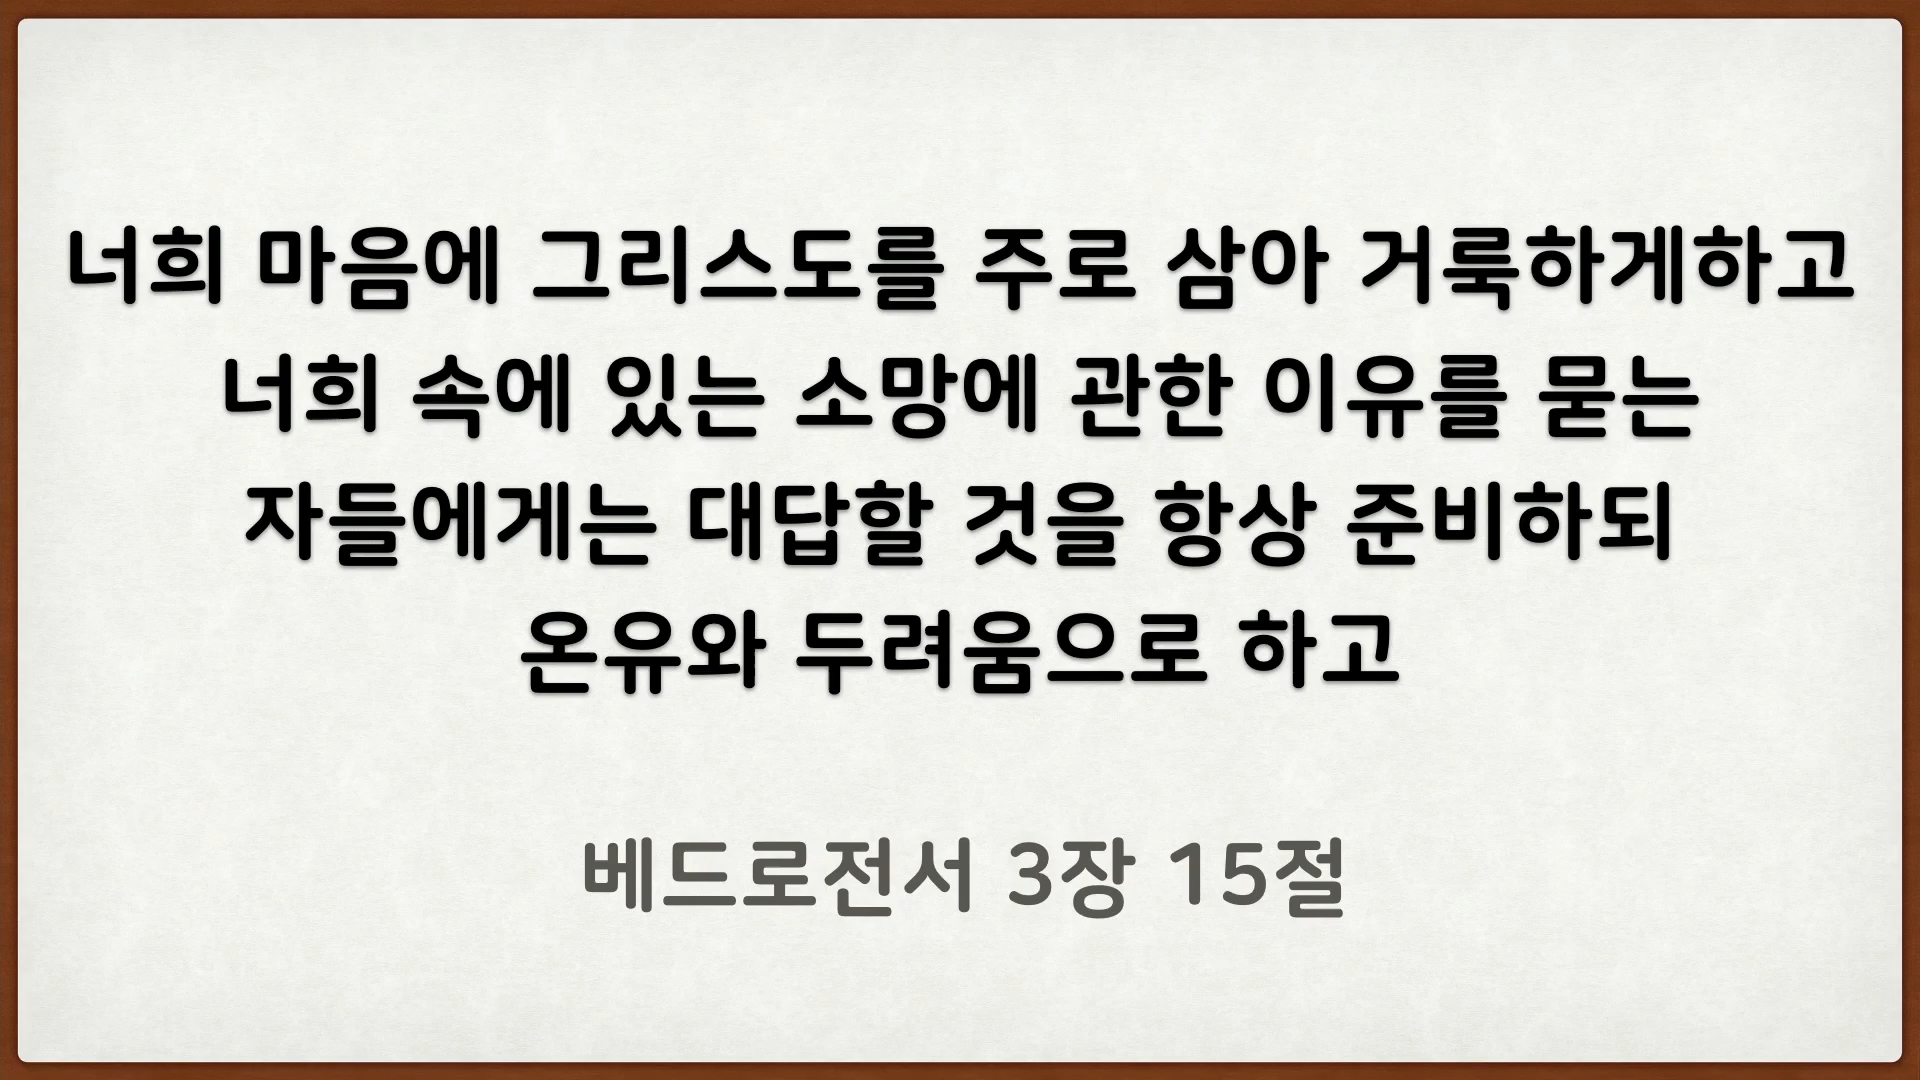 너희 마음에 그리스도를 주로 삼아 거룩하게하고
너희 속에 있는 소망에 관한 이유를 묻는
자들에게는 대답할 것을 항상 준비하되
온유와 두려움으로 하고
베드로전서 3장 15절